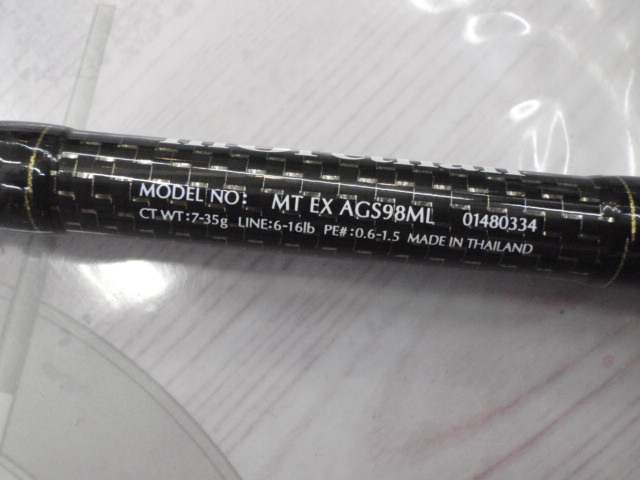 MODEL NO: MT EX AGS98ML 01480334
CT WT:7-35g LINE:6-16lb PE#:0.6-1.5 MADE IN THAILAND